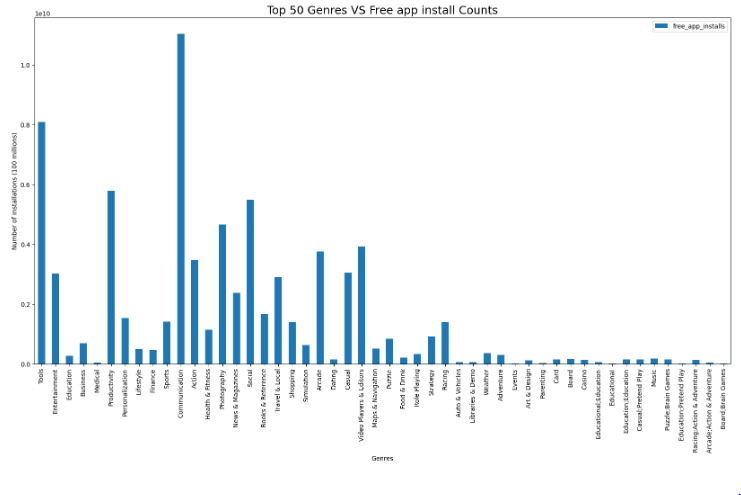 Top 50 Genres VS Free app install Counts
1e10
free_app_installs
1.0
0.8
0.6
0.4
0.2
0.0
Number of installations (100 millions)
Tools
Entertainment
Education
Business
Medical
Productivity
Personalization
Lifestyle
Finance
Sports
Communication
Action
Health & Fitness
Photography
News & Magazines
Social
Books & Reference
Travel & Local
Shopping
Simulation
Arcade
Dating
Casual
Video Players & Editors
Maps & Navigation
Puzzle
Food & Drink
Role Playing
Strategy
Racing
Auto & Vehicles
Libraries & Demo
Weather
Adventure
Events
Art & Design
Parenting
Card
Board
Casino
Educational;Education
Educational
Education;Education
Casual;Pretend Play
Music
Puzzle;Brain Games
Education;Pretend Play
Racing;Action & Adventure
Arcade;Action & Adventure
Board;Brain Games
Genres